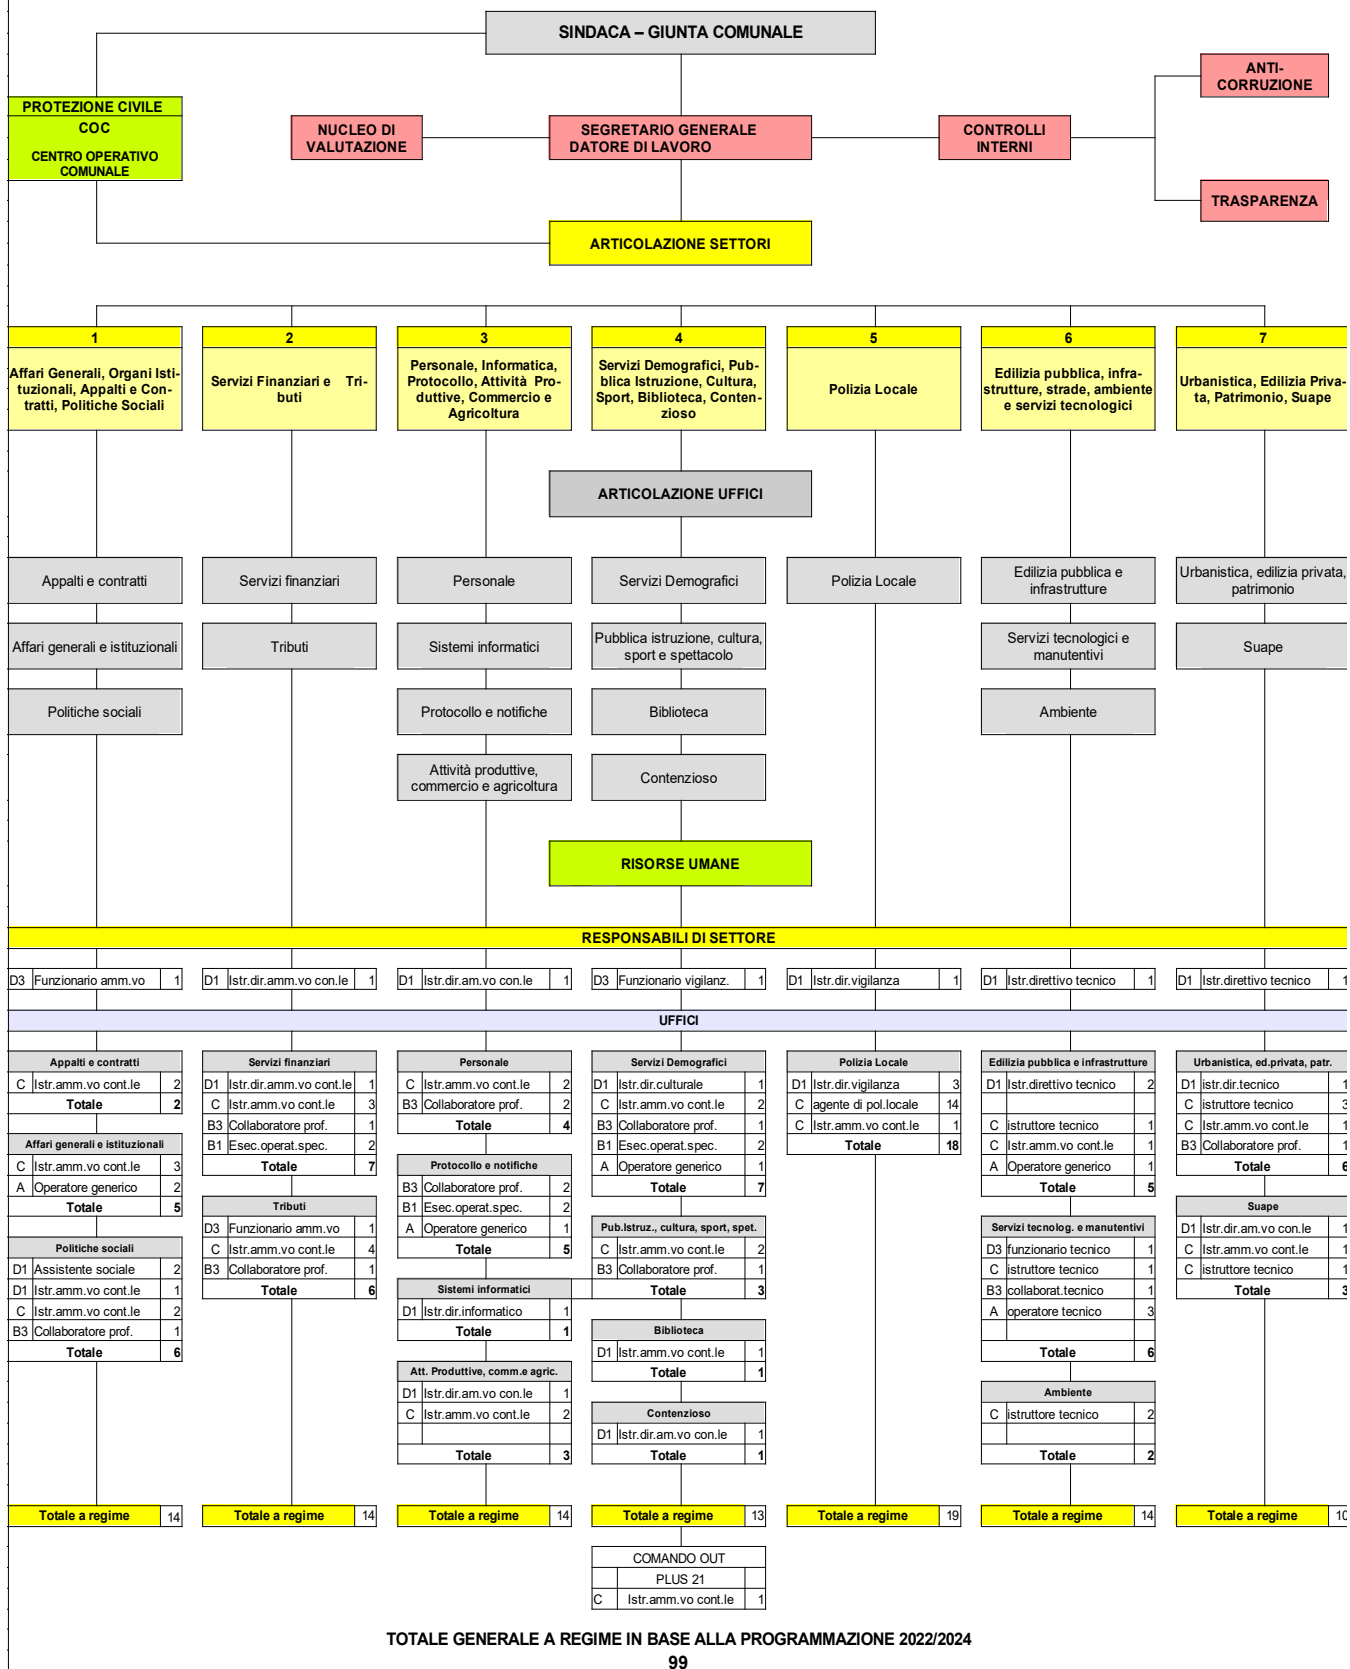 SINDACA – GIUNTA COMUNALE
ANTI-
CORRUZIONE
PROTEZIONE CIVILE
COC
CENTRO OPERATIVO
COMUNALE
NUCLEO DI
VALUTAZIONE
SEGRETARIO GENERALE
DATORE DI LAVORO
CONTROLLI
INTERNI
TRASPARENZA
ARTICOLAZIONE SETTORI
1
Affari Generali, Organi Isti-
tuzionali, Appalti e Con-
tratti, Politiche Sociali
2
Servizi Finanziari e Tri-
buti
3
Personale, Informatica,
Protocollo, Attività Pro-
duttive, Commercio e
Agricoltura
4
Servizi Demografici, Pub-
blica Istruzione, Cultura,
Sport, Biblioteca, Conten-
zioso
5
Polizia Locale
6
Edilizia pubblica, infra-
strutture, strade, ambiente
e servizi tecnologici
7
Urbanistica, Edilizia Priva-
ta, Patrimonio, Suape
ARTICOLAZIONE UFFICI
Appalti e contratti
Servizi finanziari
Personale
Servizi Demografici
Polizia Locale
Edilizia pubblica e
infrastrutture
Urbanistica, edilizia privata,
patrimonio
Affari generali e istituzionali
Tributi
Sistemi informatici
Pubblica istruzione, cultura,
sport e spettacolo
Servizi tecnologici e
manutentivi
Suape
Politiche sociali
Protocollo e notifiche
Biblioteca
Ambiente
Attività produttive,
commercio e agricoltura
Contenzioso
RISORSE UMANE
RESPONSABILI DI SETTORE
D3 Funzionario amm.vo 1
D1 Istr.dir.amm.vo con.le 1
D1 Istr.dir.am.vo con.le 1
D3 Funzionario vigilanz. 1
D1 Istr.dir.vigilanza 1
D1 Istr.direttivo tecnico 1
D1 Istr.direttivo tecnico 1
UFFICI
Appalti e contratti
C Istr.amm.vo cont.le 2
Totale 2
Affari generali e istituzionali
C Istr.amm.vo cont.le 3
A Operatore generico 2
Totale 5
Politiche sociali
D1 Assistente sociale 2
D1 Istr.amm.vo cont.le 1
C Istr.amm.vo cont.le 2
B3 Collaboratore prof. 1
Totale 6
Servizi finanziari
D1 Istr.dir.amm.vo cont.le 1
C Istr.amm.vo cont.le 3
B3 Collaboratore prof. 1
B1 Esec.operat.spec. 2
Totale 7
Tributi
D3 Funzionario amm.vo 1
C Istr.amm.vo cont.le 4
B3 Collaboratore prof. 1
Totale 6
Personale
C Istr.amm.vo cont.le 2
B3 Collaboratore prof. 2
Totale 4
Protocollo e notifiche
B3 Collaboratore prof. 2
B1 Esec.operat.spec. 2
A Operatore generico 1
Totale 5
Sistemi informatici
D1 Istr.dir.informatico 1
Totale 1
Att. Produttive, comm.e agric.
D1 Istr.dir.am.vo con.le 1
C Istr.amm.vo cont.le 2
Totale 3
Servizi Demografici
D1 Istr.dir.culturale 1
C Istr.amm.vo cont.le 2
B3 Collaboratore prof. 1
B1 Esec.operat.spec. 2
A Operatore generico 1
Totale 7
Pub.Istruz., cultura, sport, spet.
C Istr.amm.vo cont.le 2
B3 Collaboratore prof. 1
Totale 3
Biblioteca
D1 Istr.amm.vo cont.le 1
Totale 1
Contenzioso
D1 Istr.dir.am.vo con.le 1
Totale 1
Polizia Locale
D1 Istr.dir.vigilanza 3
C agente di pol.locale 14
C Istr.amm.vo cont.le 1
Totale 18
Edilizia pubblica e infrastrutture
D1 Istr.direttivo tecnico 2
C istruttore tecnico 1
C Istr.amm.vo cont.le 1
A Operatore generico 1
Totale 5
Servizi tecnolog. e manutentivi
D3 funzionario tecnico 1
C istruttore tecnico 1
B3 collaborat.tecnico 1
A operatore tecnico 3
Totale 6
Ambiente
C istruttore tecnico 2
Totale 2
Urbanistica, ed.privata, patr.
D1 istr.dir.tecnico 1
C istruttore tecnico 3
C Istr.amm.vo cont.le 1
B3 Collaboratore prof. 1
Totale 6
Suape
D1 Istr.dir.am.vo con.le 1
C Istr.amm.vo cont.le 1
C istruttore tecnico 1
Totale 3
Totale a regime 14
Totale a regime 14
Totale a regime 14
Totale a regime 13
Totale a regime 19
Totale a regime 14
Totale a regime 10
COMANDO OUT
PLUS 21
C Istr.amm.vo cont.le 1
TOTALE GENERALE A REGIME IN BASE ALLA PROGRAMMAZIONE 2022/2024
99